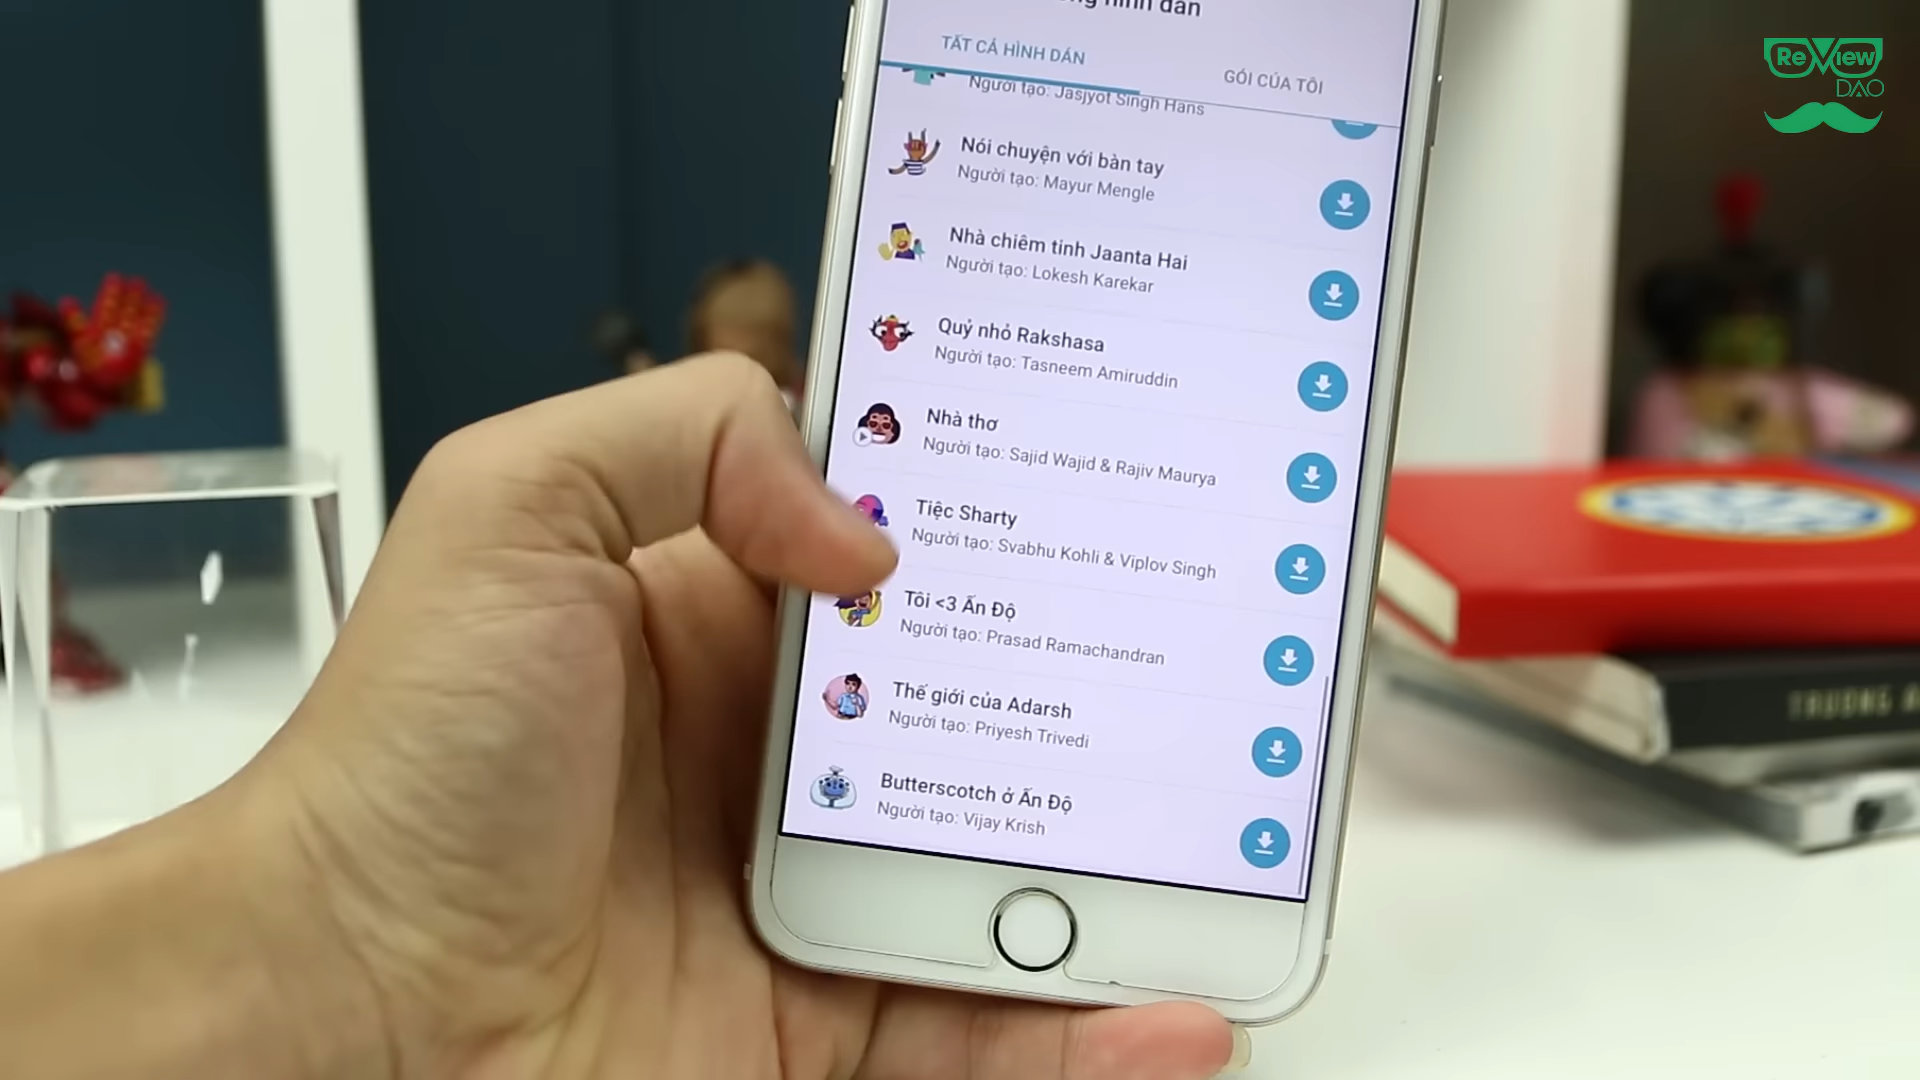 hình dán
TẤT CẢ HÌNH DÁN
GÓI CỦA TÔI
Người tạo: Jasjyot Singh Hans
Nói chuyện với bàn tay
Người tạo: Mayur Mengle
Nhà chiêm tinh Jaanta Hai
Người tạo: Lokesh Karekar
Quỷ nhỏ Rakshasa
Người tạo: Tasneem Amiruddin
Nhà thơ
Người tạo: Sajid Wajid & Rajiv Maurya
Tiệc Sharty
Người tạo: Svabhu Kohli & Viplov Singh
Tôi <3 Ấn Độ
Người tạo: Prasad Ramachandran
Thế giới của Adarsh
Người tạo: Priyesh Trivedi
Butterscotch ở Ấn Độ
Người tạo: Vijay Krish
ReView
DAO